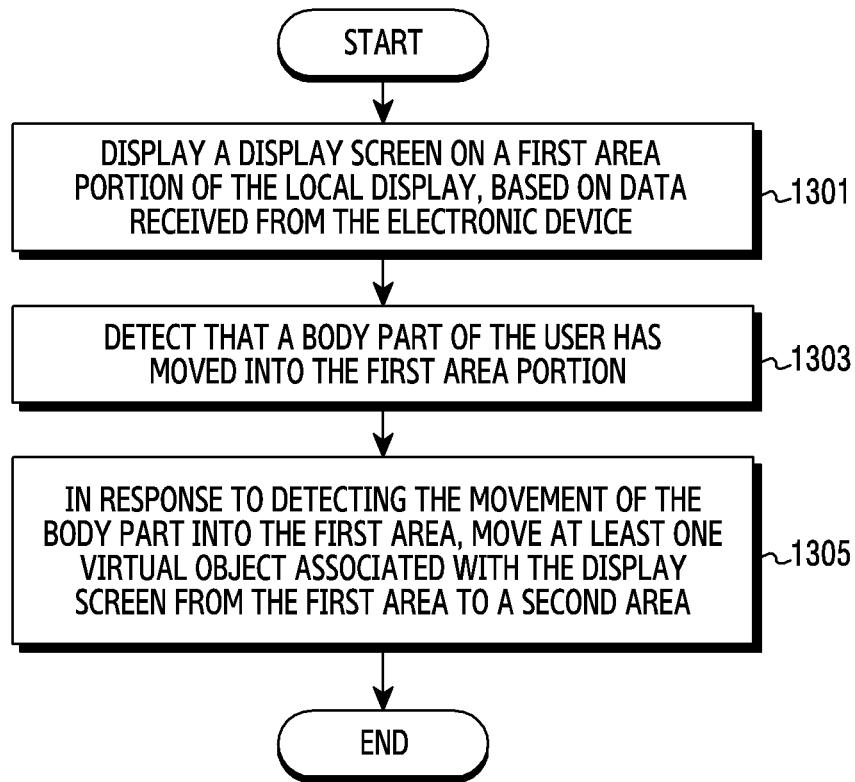 START
DISPLAY A DISPLAY SCREEN ON A FIRST AREA
PORTION OF THE LOCAL DISPLAY, BASED ON DATA
RECEIVED FROM THE ELECTRONIC DEVICE
1301
DETECT THAT A BODY PART OF THE USER HAS
MOVED INTO THE FIRST AREA PORTION
1303
IN RESPONSE TO DETECTING THE MOVEMENT OF THE
BODY PART INTO THE FIRST AREA, MOVE AT LEAST ONE
VIRTUAL OBJECT ASSOCIATED WITH THE DISPLAY
SCREEN FROM THE FIRST AREA TO A SECOND AREA
1305
END